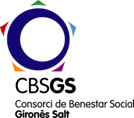 CBSGS
Consorci de Benestar Social
Gironès Salt